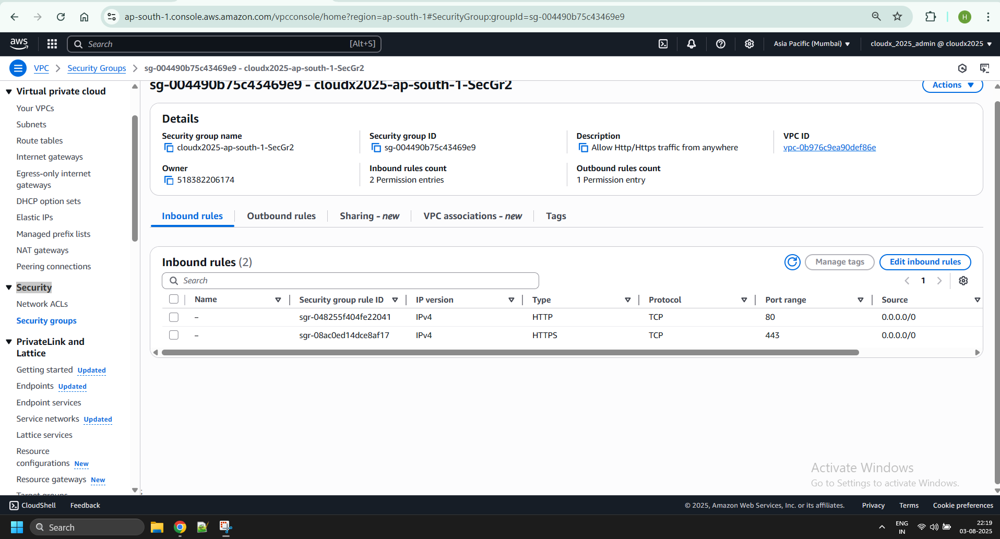 ap-south-1.console.aws.amazon.com/vpcconsole/home?region=ap-south-1#SecurityGroup:groupId=sg-004490b75c43469e9
H
aws
Search
[Alt+S]
Asia Pacific (Mumbai)
cloudx_2025_admin @ cloudx2025
VPC
Security Groups
sg-004490b75c43469e9 - cloudx2025-ap-south-1-SecGr2
sg-004490b75c43469e9 - cloudx2025-ap-south-1-SecGr2
Actions
Virtual private cloud
Your VPCs
Subnets
Route tables
Internet gateways
Egress-only internet
gateways
DHCP option sets
Elastic IPs
Managed prefix lists
NAT gateways
Peering connections
Security
Network ACLs
Security groups
PrivateLink and
Lattice
Getting started Updated
Endpoints Updated
Endpoint services
Service networks Updated
Lattice services
Resource
configurations New
Resource gateways New
Target groups
Details
Security group name
cloudx2025-ap-south-1-SecGr2
Security group ID
sg-004490b75c43469e9
Description
Allow Http/Https traffic from anywhere
VPC ID
vpc-0b976c9ea90def86e
Owner
518382206174
Inbound rules count
2 Permission entries
Outbound rules count
1 Permission entry
Inbound rules
Outbound rules
Sharing - new
VPC associations - new
Tags
Inbound rules (2)
Manage tags
Edit inbound rules
Search
1
Name Security group rule ID IP version Type Protocol Port range Source
– sgr-048255f404fe22041 IPv4 HTTP TCP 80 0.0.0.0/0
– sgr-08ac0ed14dce8af17 IPv4 HTTPS TCP 443 0.0.0.0/0
Activate Windows
Go to Settings to activate Windows.
CloudShell
Feedback
© 2025, Amazon Web Services, Inc. or its affiliates.
Privacy
Terms
Cookie preferences
Search
ENG
IN
22:19
03-08-2025